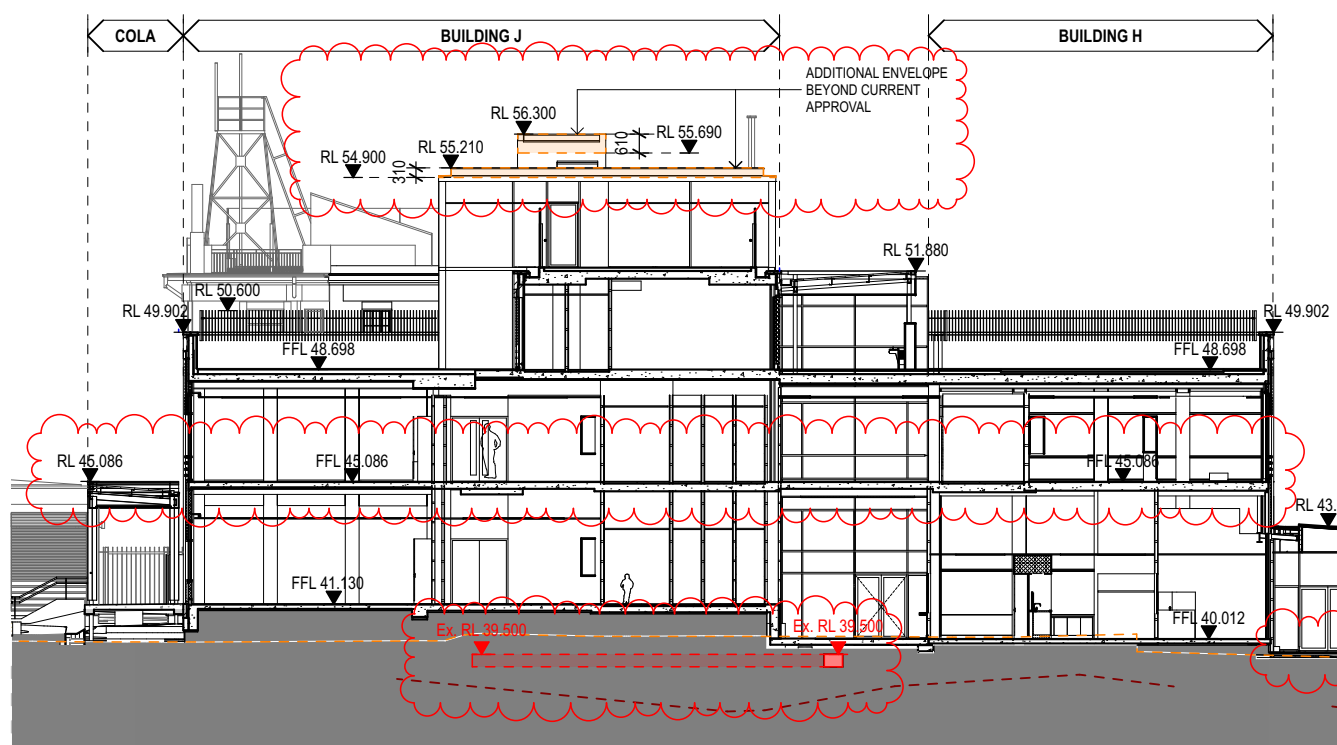 COLA
BUILDING J
BUILDING H
ADDITIONAL ENVELOPE
BEYOND CURRENT
APPROVAL
RL 56.300
610
RL 55.690
RL 55.210
RL 54.900
310
RL 51.880
RL 50.600
RL 49.902
RL 49.902
FFL 48.698
FFL 48.698
RL 45.086
FFL 45.086
FFL 45.086
RL 43.
FFL 41.130
FFL 40.012
Ex. RL 39.500
Ex. RL 39.500